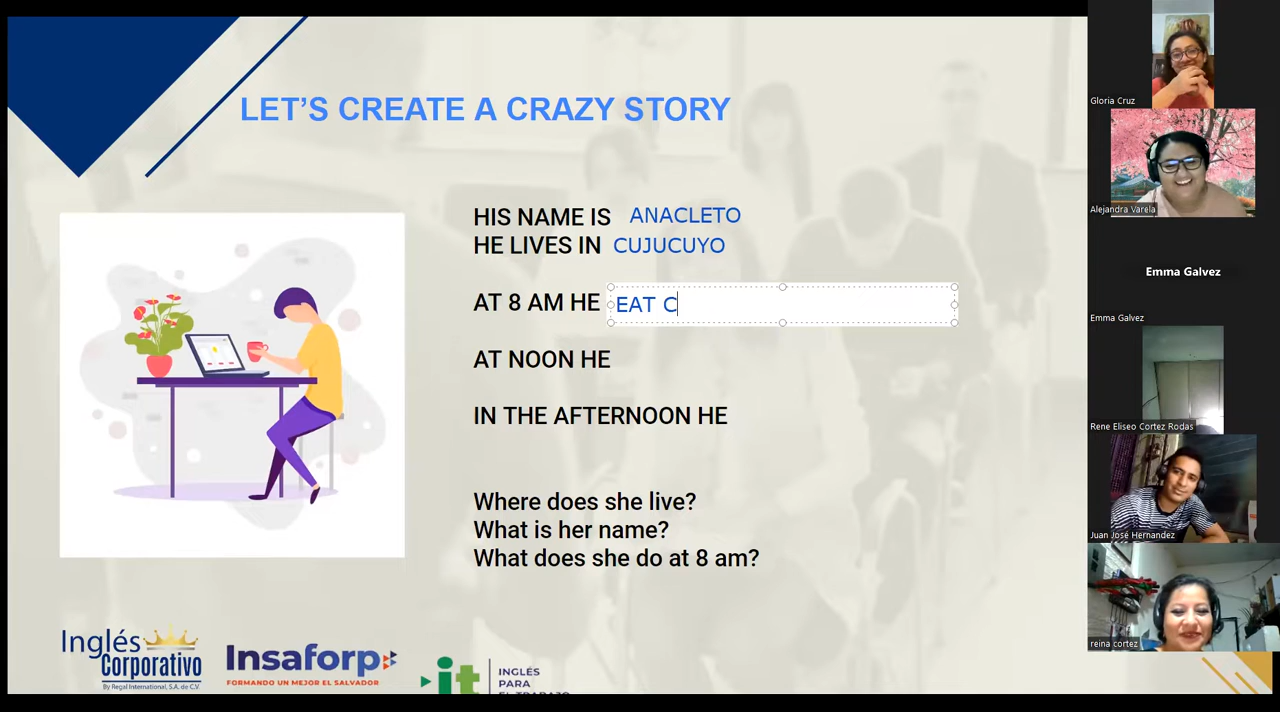 LET'S CREATE A CRAZY STORY
HIS NAME IS ANACLETO
HE LIVES IN CUJUCUYO
AT 8 AM HE EAT C
AT NOON HE
IN THE AFTERNOON HE
Where does she live?
What is her name?
What does she do at 8 am?
Inglés
Corporativo
By Regal International, S.A. de C.V.
Insaforp
FORMANDO UN MEJOR EL SALVADOR
it
INGLÉS
PARA
EL TRABAJO
Gloria Cruz
Alejandra Varela
Emma Galvez
Emma Galvez
Rene Eliseo Cortez Rodas
Juan José Hernandez
reina cortez